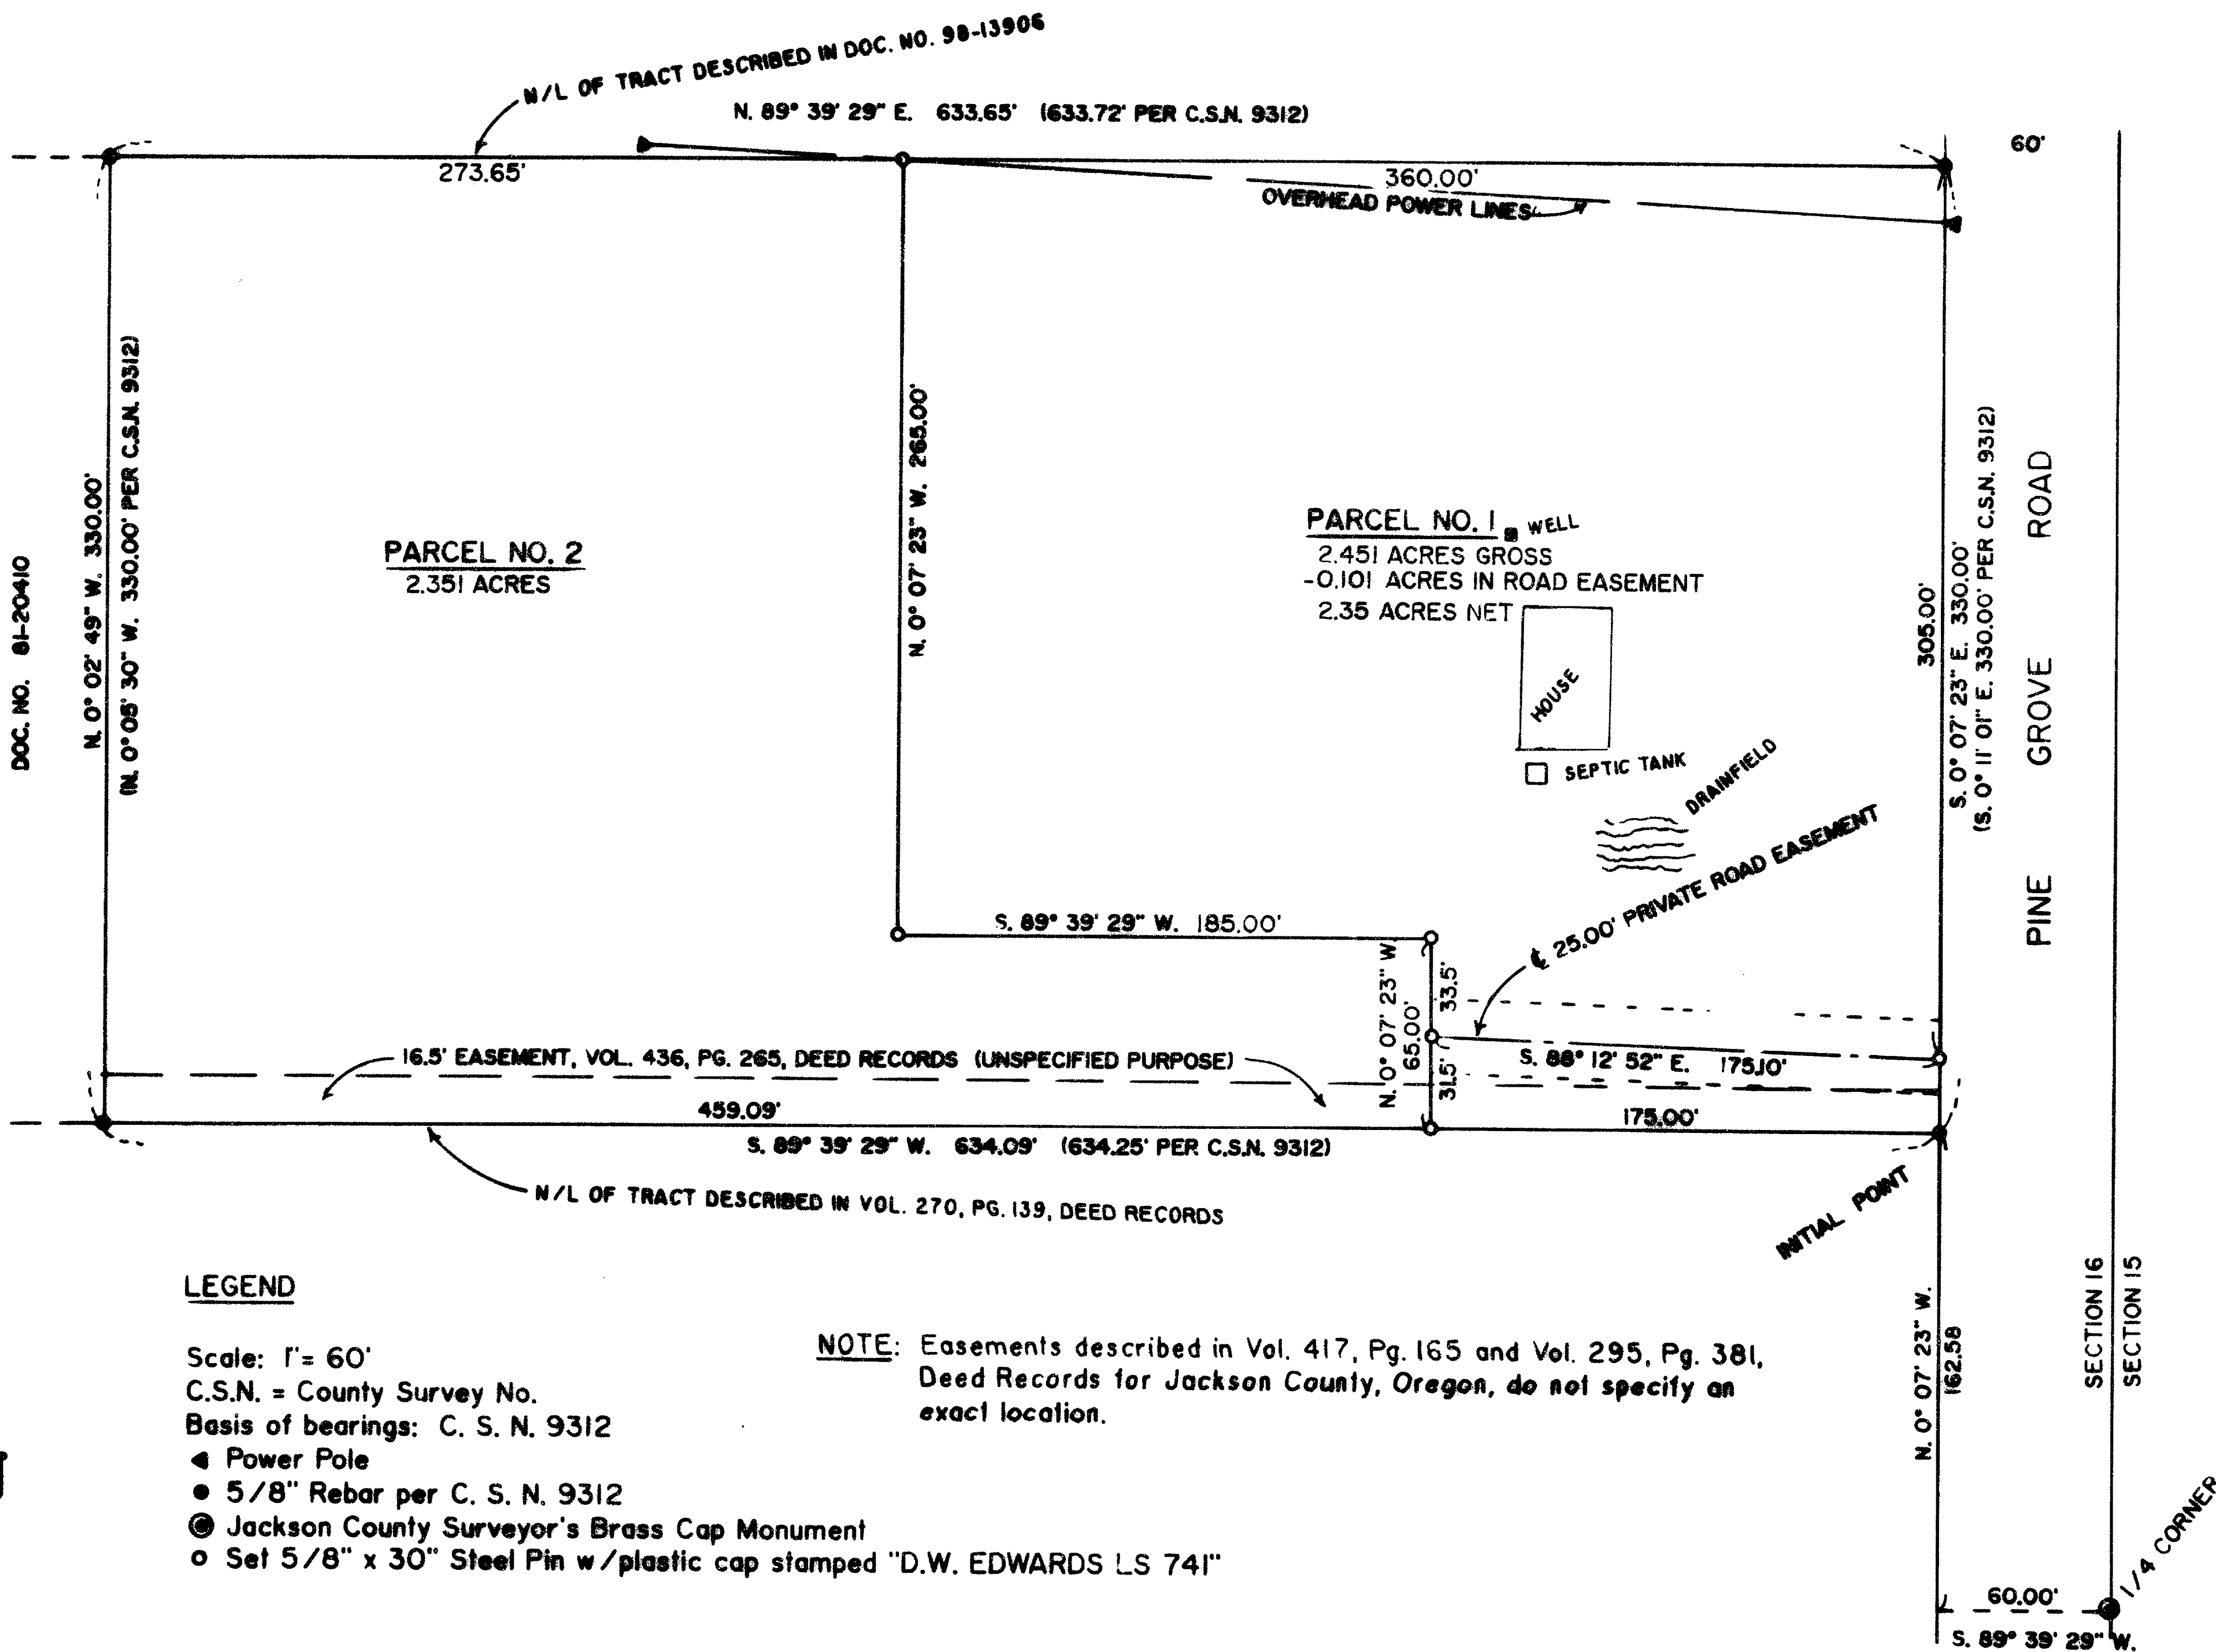 N/L OF TRACT DESCRIBED IN DOC. NO. 98-13906
N. 89° 39' 29" E. 633.65' (633.72' PER C.S.N. 9312)
60'
273.65'
360.00'
OVERHEAD POWER LINES
DOC. NO. 81-20410
N. 0° 02' 49" W. 330.00'
(N. 0° 05' 30" W. 330.00' PER C.S.N. 9312)
PARCEL NO. 2
2.351 ACRES
N. 0° 07' 23" W. 265.00'
PARCEL NO. 1
WELL
2.451 ACRES GROSS
-0.101 ACRES IN ROAD EASEMENT
2.35 ACRES NET
HOUSE
SEPTIC TANK
DRAINFIELD
305.00'
S. 0° 07' 23" E. 330.00'
(S. 0° 11' 01" E. 330.00' PER C.S.N. 9312)
PINE GROVE ROAD
℄ 25.00' PRIVATE ROAD EASEMENT
S. 89° 39' 29" W. 185.00'
N. 0° 07' 23" W.
65.00'
33.5'
31.5'
S. 88° 12' 52" E. 175.10'
16.5' EASEMENT, VOL. 436, PG. 265, DEED RECORDS (UNSPECIFIED PURPOSE)
459.09'
175.00'
S. 89° 39' 29" W. 634.09' (634.25' PER C.S.N. 9312)
N/L OF TRACT DESCRIBED IN VOL. 270, PG. 139, DEED RECORDS
INITIAL POINT
LEGEND
Scale: 1" = 60'
C.S.N. = County Survey No.
Basis of bearings: C. S. N. 9312
Power Pole
5/8" Rebar per C. S. N. 9312
Jackson County Surveyor's Brass Cap Monument
Set 5/8" x 30" Steel Pin w/plastic cap stamped "D.W. EDWARDS LS 741"
NOTE: Easements described in Vol. 417, Pg. 165 and Vol. 295, Pg. 381,
Deed Records for Jackson County, Oregon, do not specify an
exact location.
N. 0° 07' 23" W.
162.58
SECTION 16
SECTION 15
1/4 CORNER
60.00'
S. 89° 39' 29" W.